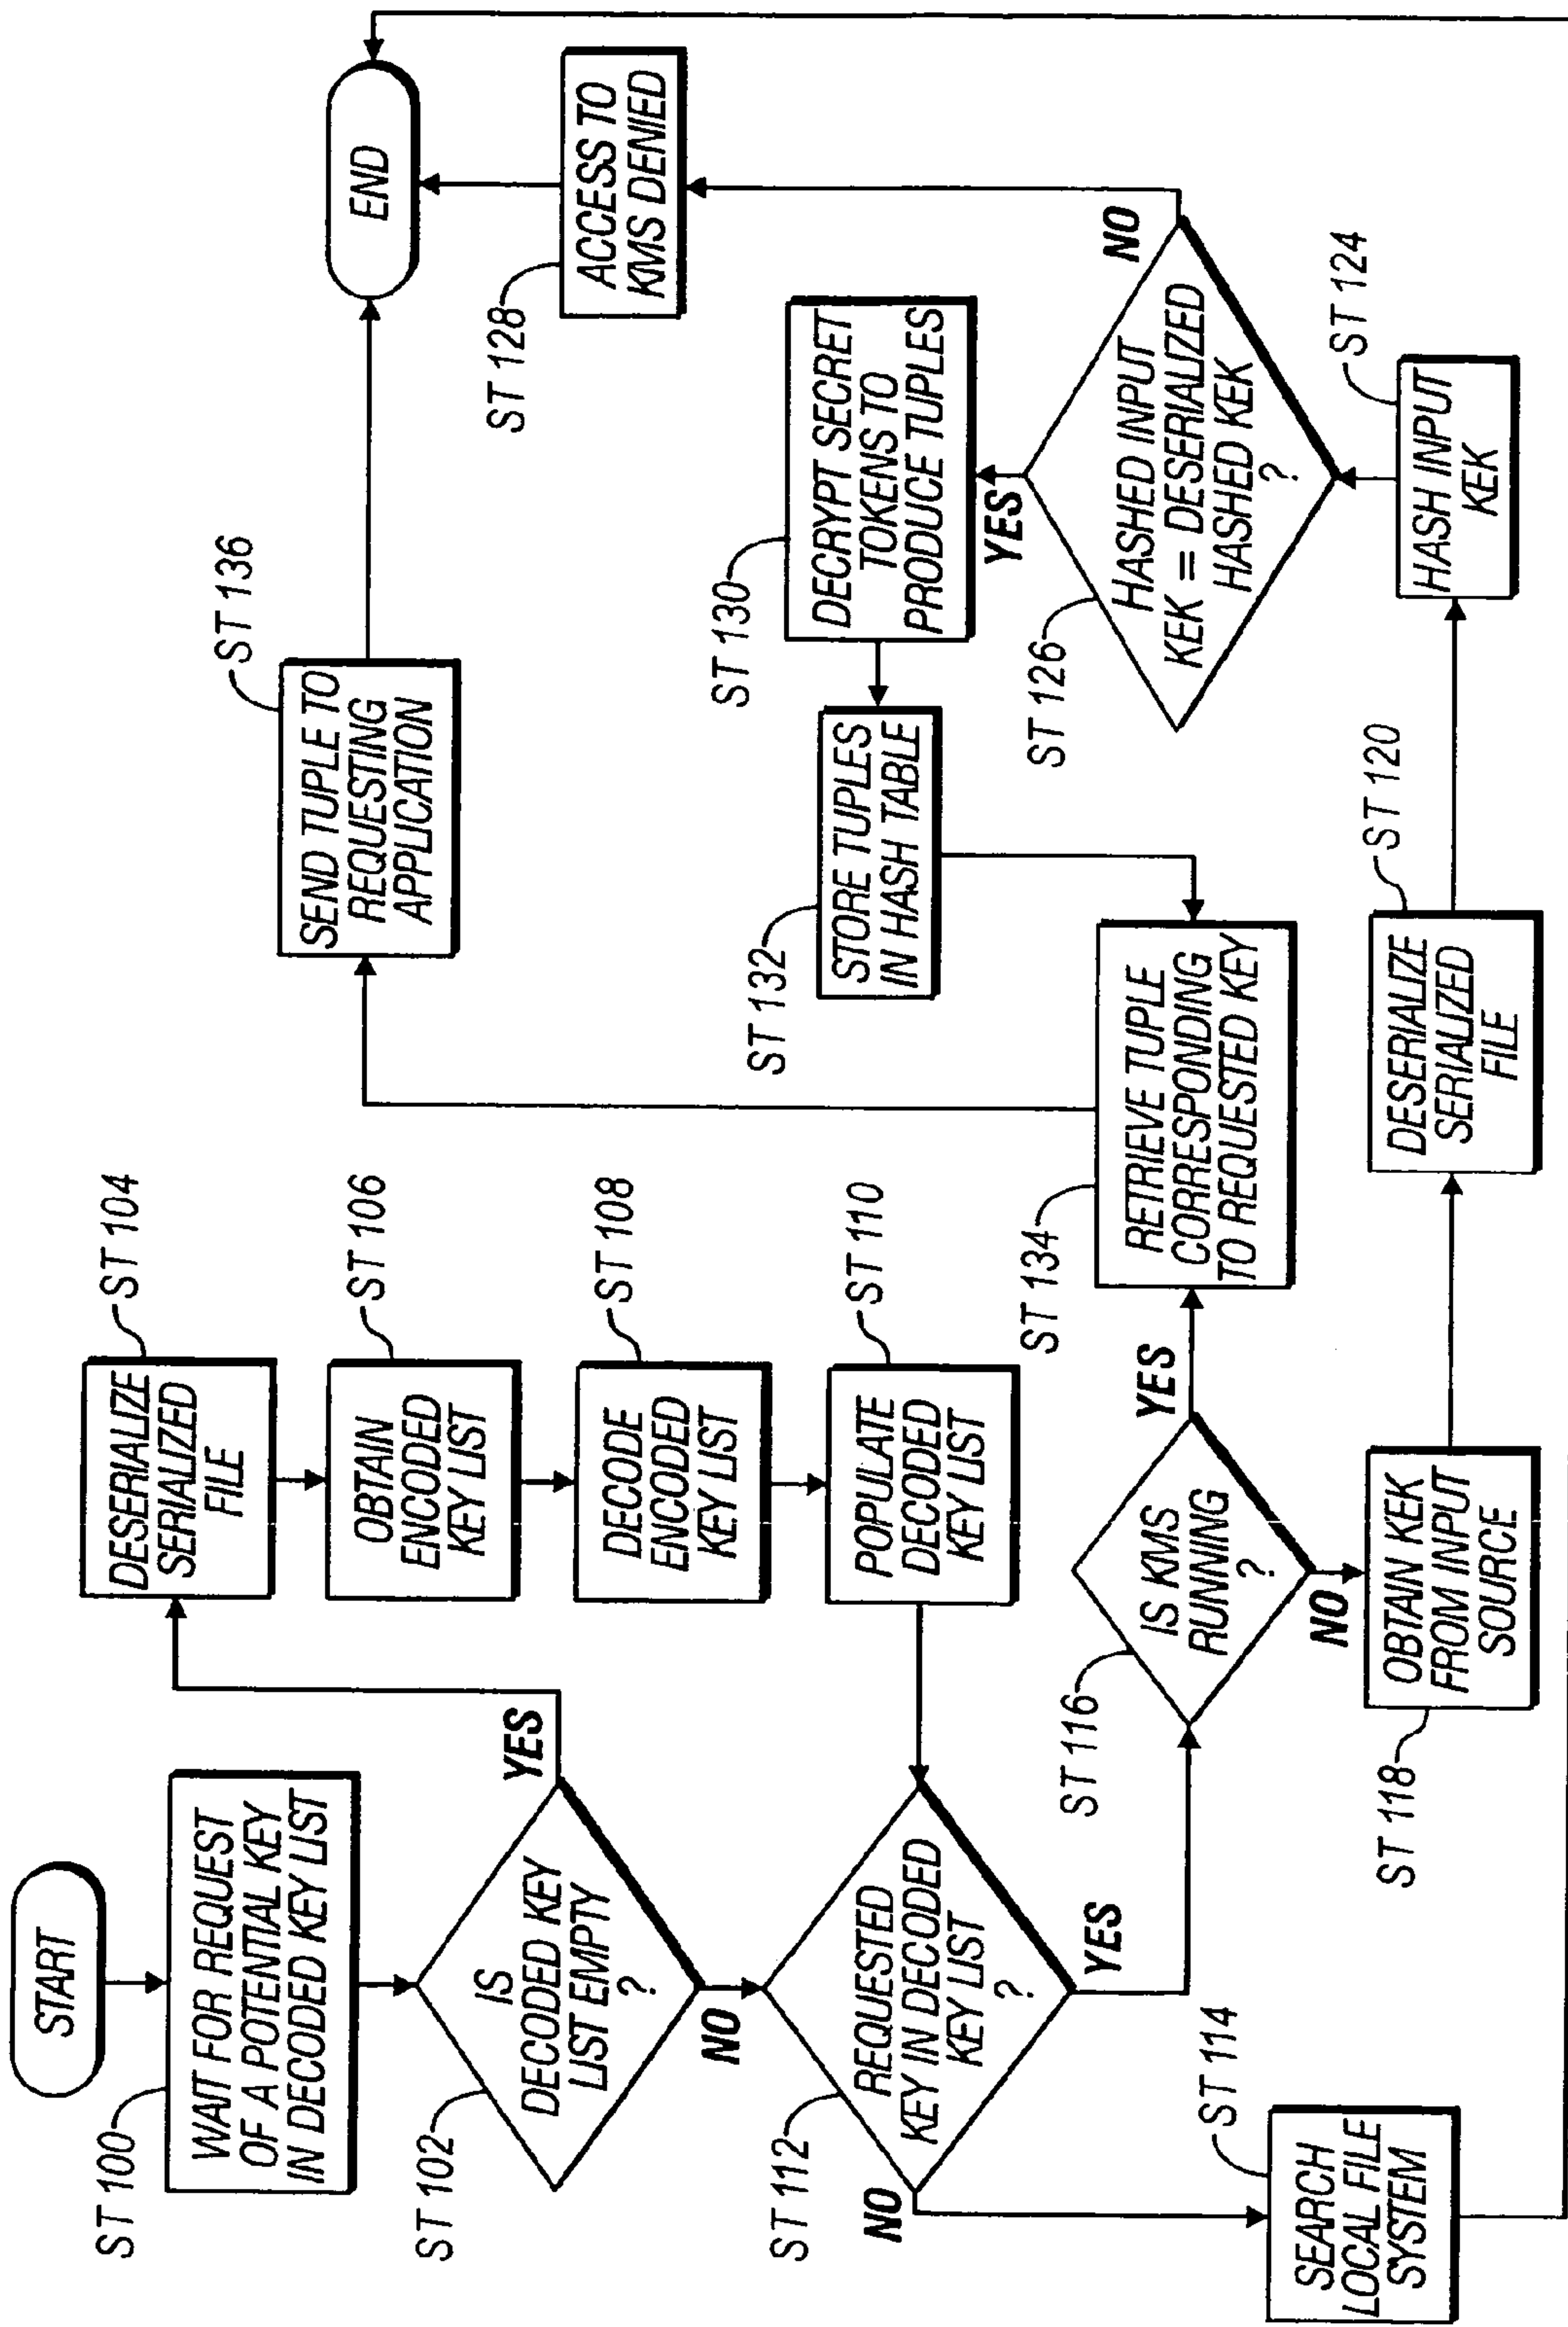 START
ST 100
WAIT FOR REQUEST
OF A POTENTIAL KEY
IN DECODED KEY LIST
ST 102
IS
DECODED KEY
LIST EMPTY
?
YES
NO
DESERIALIZE
SERIALIZED
FILE
ST 104
OBTAIN
ENCODED
KEY LIST
ST 106
DECODE
ENCODED
KEY LIST
ST 108
POPULATE
DECODED
KEY LIST
ST 110
ST 112
REQUESTED
KEY IN DECODED
KEY LIST
?
NO
YES
SEARCH
LOCAL FILE
SYSTEM
ST 114
ST 116
IS KMS
RUNNING
?
YES
NO
ST 118
OBTAIN KEK
FROM INPUT
SOURCE
DESERIALIZE
SERIALIZED
FILE
ST 120
HASH INPUT
KEK
ST 124
ST 126
HASHED INPUT
KEK = DESERIALIZED
HASHED KEK
?
YES
NO
ACCESS TO
KMS DENIED
ST 128
ST 130
DECRYPT SECRET
TOKENS TO
PRODUCE TUPLES
ST 132
STORE TUPLES
IN HASH TABLE
ST 134
RETRIEVE TUPLE
CORRESPONDING
TO REQUESTED KEY
SEND TUPLE TO
REQUESTING
APPLICATION
ST 136
END